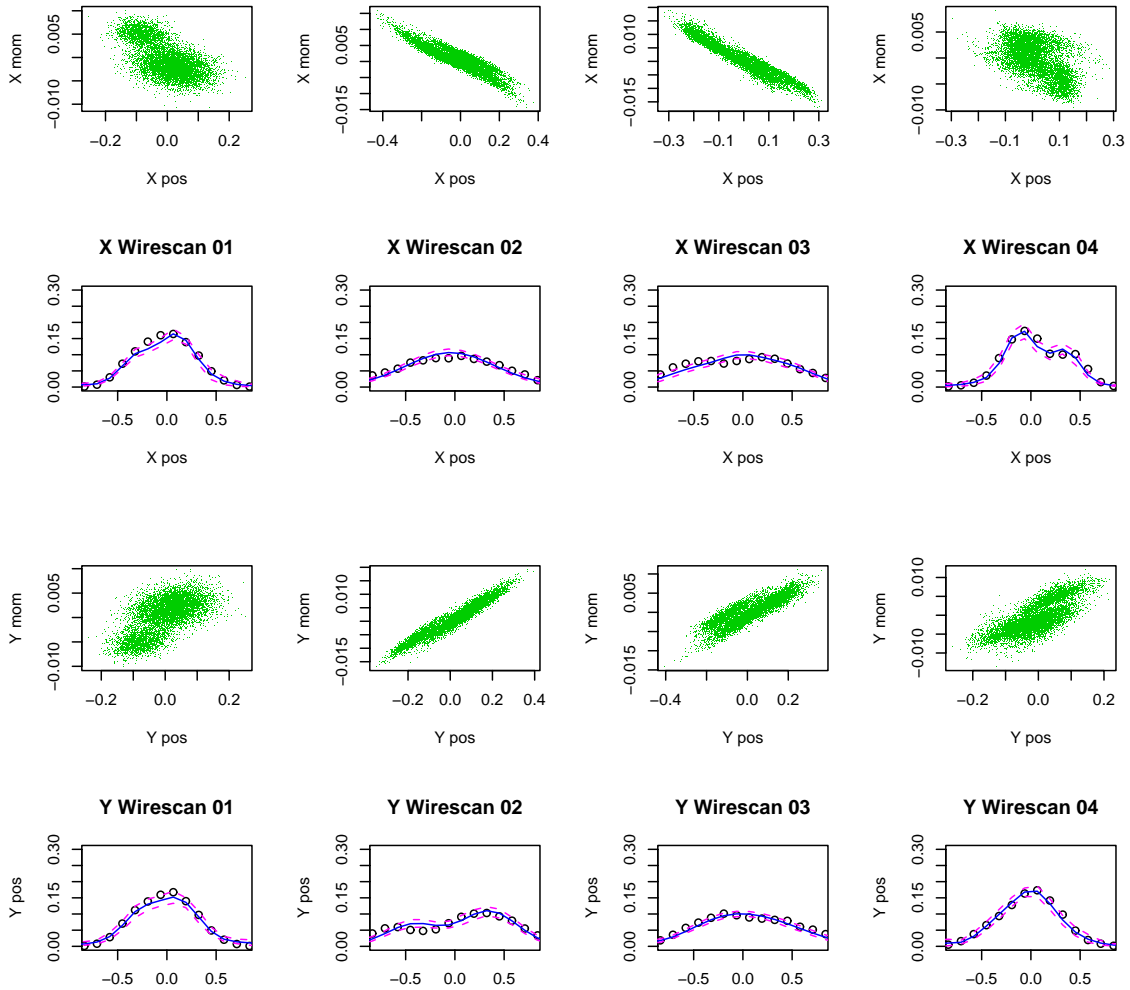 X mom X mom X mom X mom
−0.010 0.005 −0.015 0.005 −0.015 0.010 −0.010 0.005
−0.2 0.0 0.2 −0.4 −0.2 0.0 0.2 0.4 −0.3 −0.1 0.1 0.3 −0.3 −0.1 0.1 0.3
X pos X pos X pos X pos
X Wirescan 01 X Wirescan 02 X Wirescan 03 X Wirescan 04
0.00 0.15 0.30 0.00 0.15 0.30 0.00 0.15 0.30 0.00 0.15 0.30
−0.5 0.0 0.5 −0.5 0.0 0.5 −0.5 0.0 0.5 −0.5 0.0 0.5
X pos X pos X pos X pos
Y mom Y mom Y mom Y mom
−0.010 0.005 −0.015 0.010 −0.015 0.005 −0.010 0.010
−0.2 0.0 0.2 −0.2 0.0 0.2 0.4 −0.4 0.0 0.2 −0.2 0.0 0.2
Y pos Y pos Y pos Y pos
Y Wirescan 01 Y Wirescan 02 Y Wirescan 03 Y Wirescan 04
Y pos Y pos Y pos Y pos
0.00 0.15 0.30 0.00 0.15 0.30 0.00 0.15 0.30 0.00 0.15 0.30
−0.5 0.0 0.5 −0.5 0.0 0.5 −0.5 0.0 0.5 −0.5 0.0 0.5